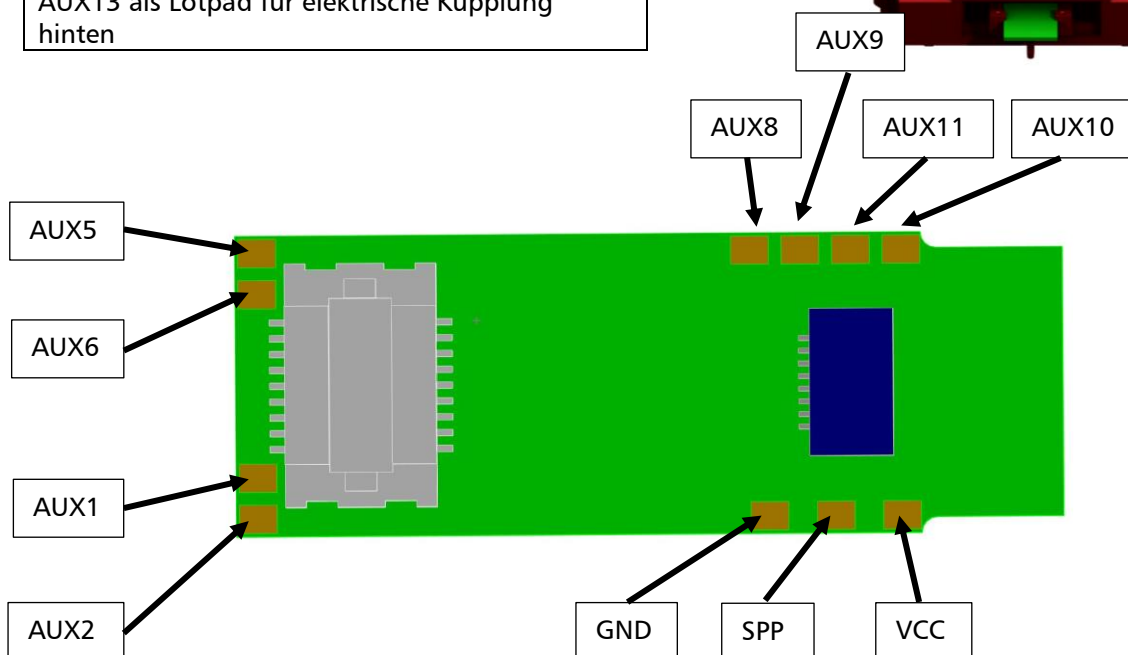 AUX13 als Lötpad für elektrische Kupplung
hinten
AUX9
AUX8
AUX11
AUX10
AUX5
AUX6
AUX1
AUX2
GND
SPP
VCC